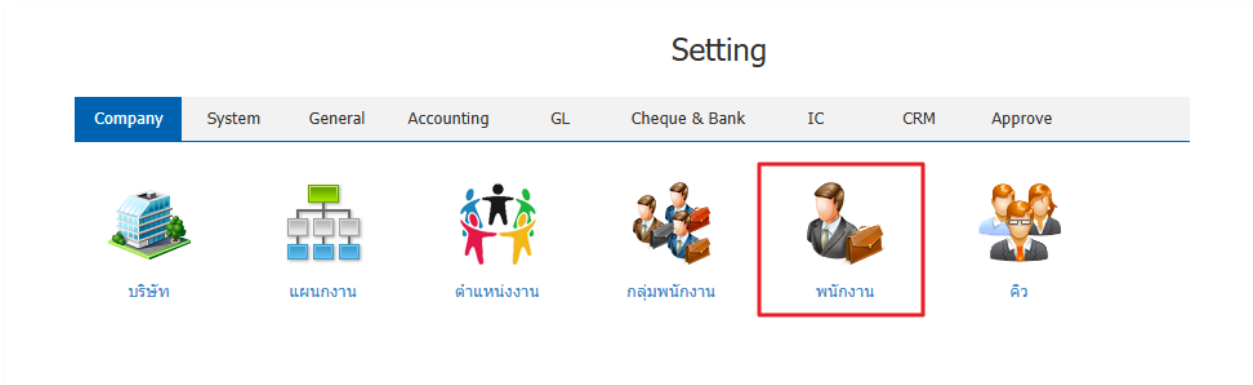 Setting
Company System General Accounting GL Cheque & Bank IC CRM Approve
บริษัท แผนกงาน ตำแหน่งงาน กลุ่มพนักงาน พนักงาน คิว